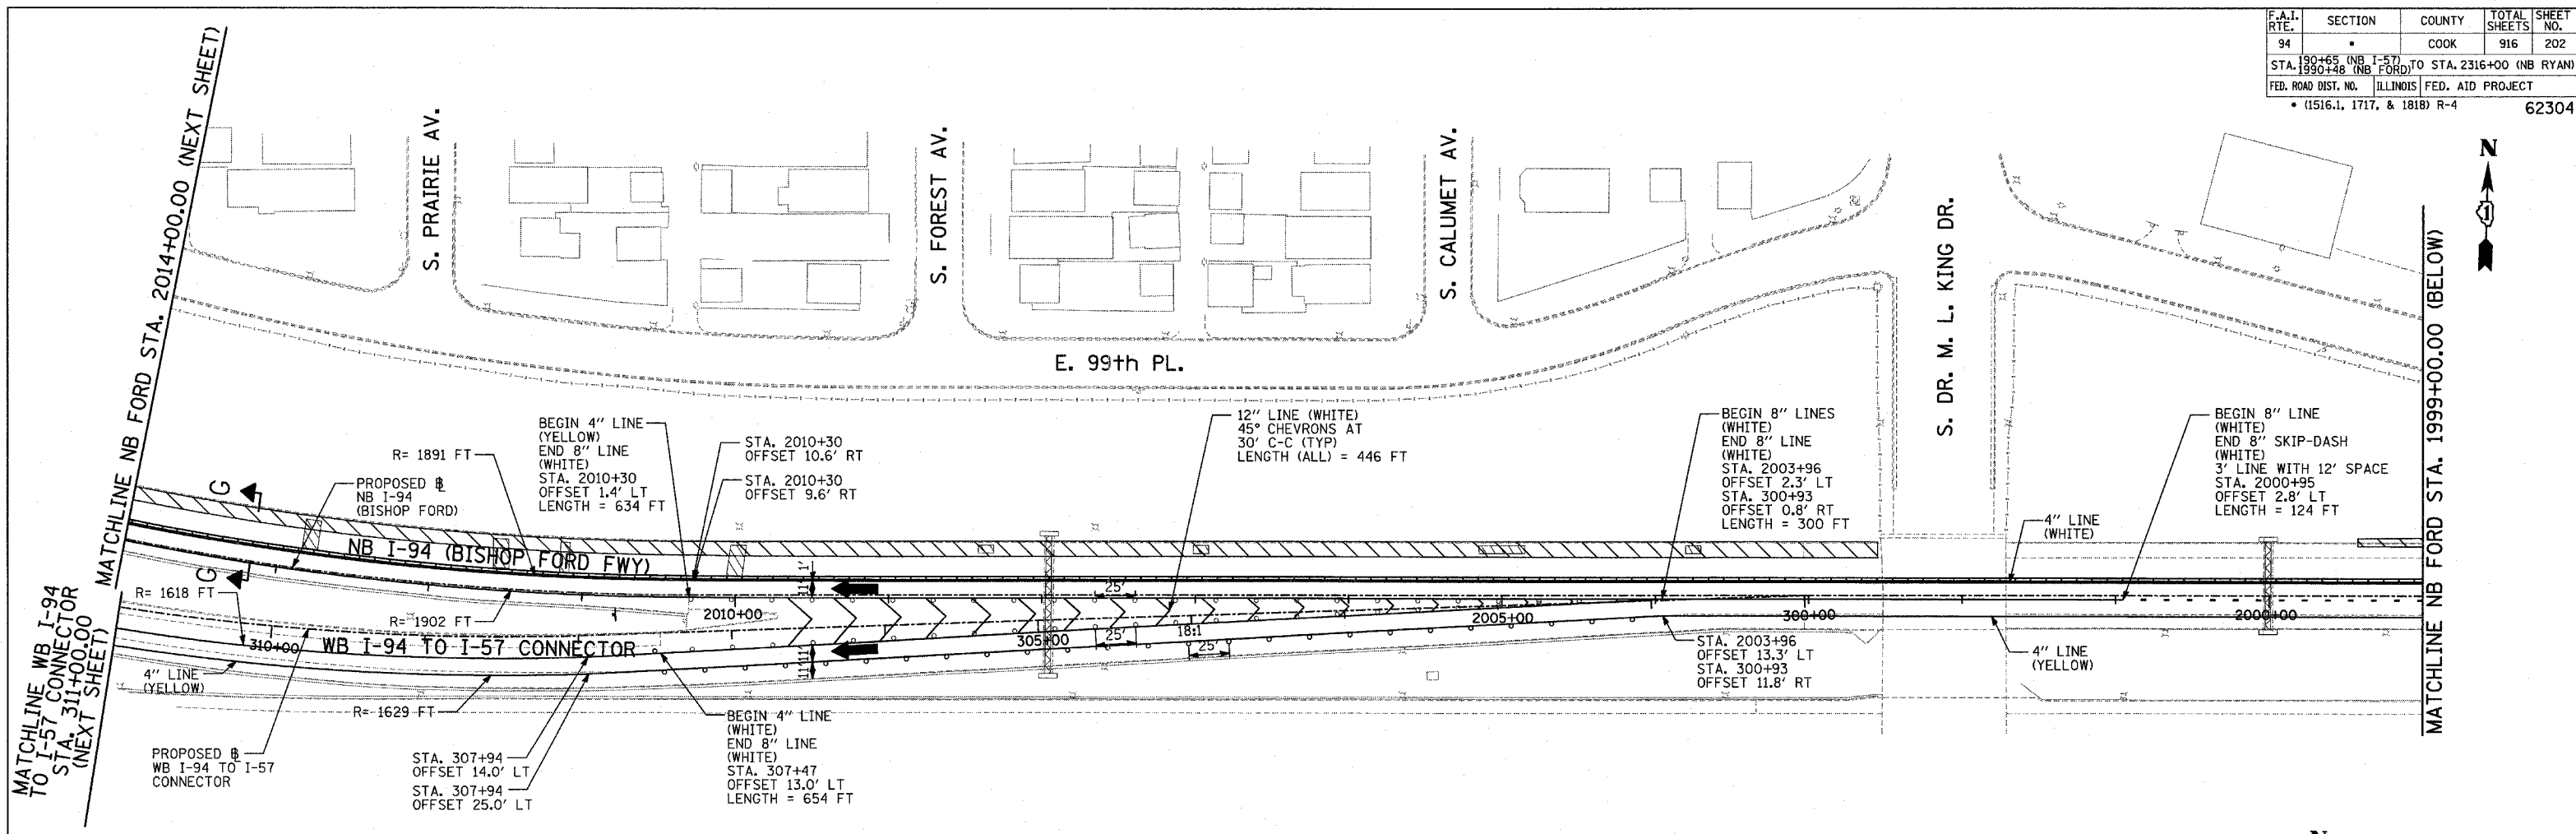 F.A.I. RTE. SECTION COUNTY TOTAL SHEETS SHEET NO.
94 • COOK 916 202
STA. 190+65 (NB I-57) 1990+48 (NB FORD) TO STA. 2316+00 (NB RYAN)
FED. ROAD DIST. NO. ILLINOIS FED. AID PROJECT
• (1516.1, 1717, & 1818) R-4
62304
N
1
MATCHLINE NB FORD STA. 2014+00.00 (NEXT SHEET)
S. PRAIRIE AV.
S. FOREST AV.
S. CALUMET AV.
S. DR. M. L. KING DR.
MATCHLINE NB FORD STA. 1999+00.00 (BELOW)
E. 99th PL.
R= 1891 FT
PROPOSED ℄
NB I-94
(BISHOP FORD)
BEGIN 4" LINE
(YELLOW)
END 8" LINE
(WHITE)
STA. 2010+30
OFFSET 1.4' LT
LENGTH = 634 FT
STA. 2010+30
OFFSET 10.6' RT
STA. 2010+30
OFFSET 9.6' RT
12" LINE (WHITE)
45° CHEVRONS AT
30' C-C (TYP)
LENGTH (ALL) = 446 FT
BEGIN 8" LINES
(WHITE)
END 8" LINE
(WHITE)
STA. 2003+96
OFFSET 2.3' LT
STA. 300+93
OFFSET 0.8' RT
LENGTH = 300 FT
4" LINE
(WHITE)
BEGIN 8" LINE
(WHITE)
END 8" SKIP-DASH
(WHITE)
3' LINE WITH 12' SPACE
STA. 2000+95
OFFSET 2.8' LT
LENGTH = 124 FT
G
NB I-94 (BISHOP FORD FWY)
G
1'
11'
25'
R= 1618 FT
R= 1902 FT
2010+00
2005+00
300+00
2000+00
310+00
WB I-94 TO I-57 CONNECTOR
305+00
25'
18:1
25'
11'
11'
4" LINE
(YELLOW)
R= 1629 FT
STA. 2003+96
OFFSET 13.3' LT
STA. 300+93
OFFSET 11.8' RT
4" LINE
(YELLOW)
MATCHLINE WB I-94
TO I-57 CONNECTOR
STA. 311+00.00
(NEXT SHEET)
PROPOSED ℄
WB I-94 TO I-57
CONNECTOR
STA. 307+94
OFFSET 14.0' LT
STA. 307+94
OFFSET 25.0' LT
BEGIN 4" LINE
(WHITE)
END 8" LINE
(WHITE)
STA. 307+47
OFFSET 13.0' LT
LENGTH = 654 FT